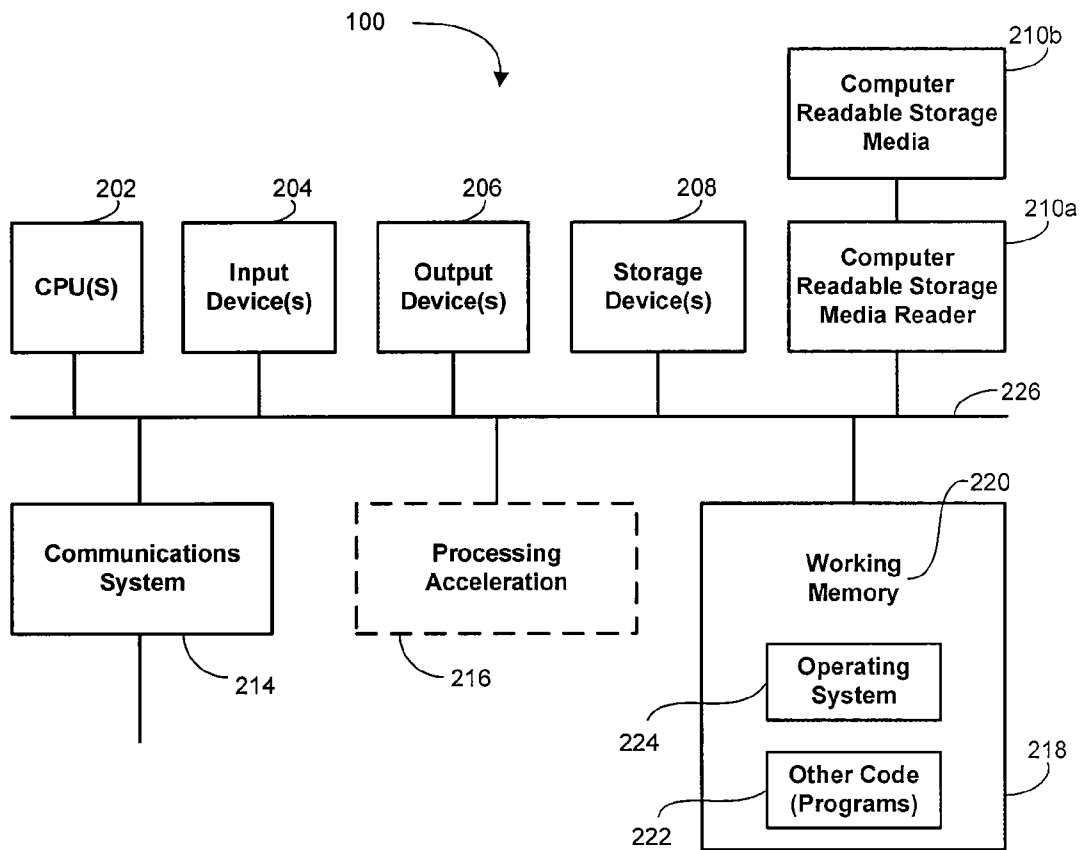 100
210b
Computer
Readable Storage
Media
202
204
206
208
210a
CPU(S)
Input
Device(s)
Output
Device(s)
Storage
Device(s)
Computer
Readable Storage
Media Reader
226
Communications
System
214
Processing
Acceleration
216
220
Working
Memory
Operating
System
224
Other Code
(Programs)
222
218